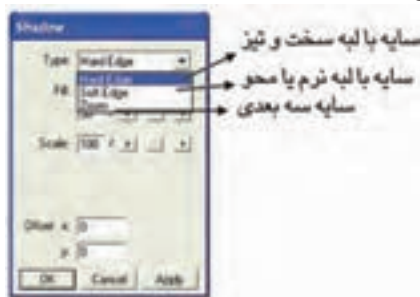 Shadow
Type: Hard Edge
Hard Edge
Fill: Soft Edge
Zoom
Scale: 100
Offset x: 0
y: 0
OK Cancel Apply
سایه با لبه سخت و تیز
سایه با لبه نرم یا محو
سایه سه بعدی